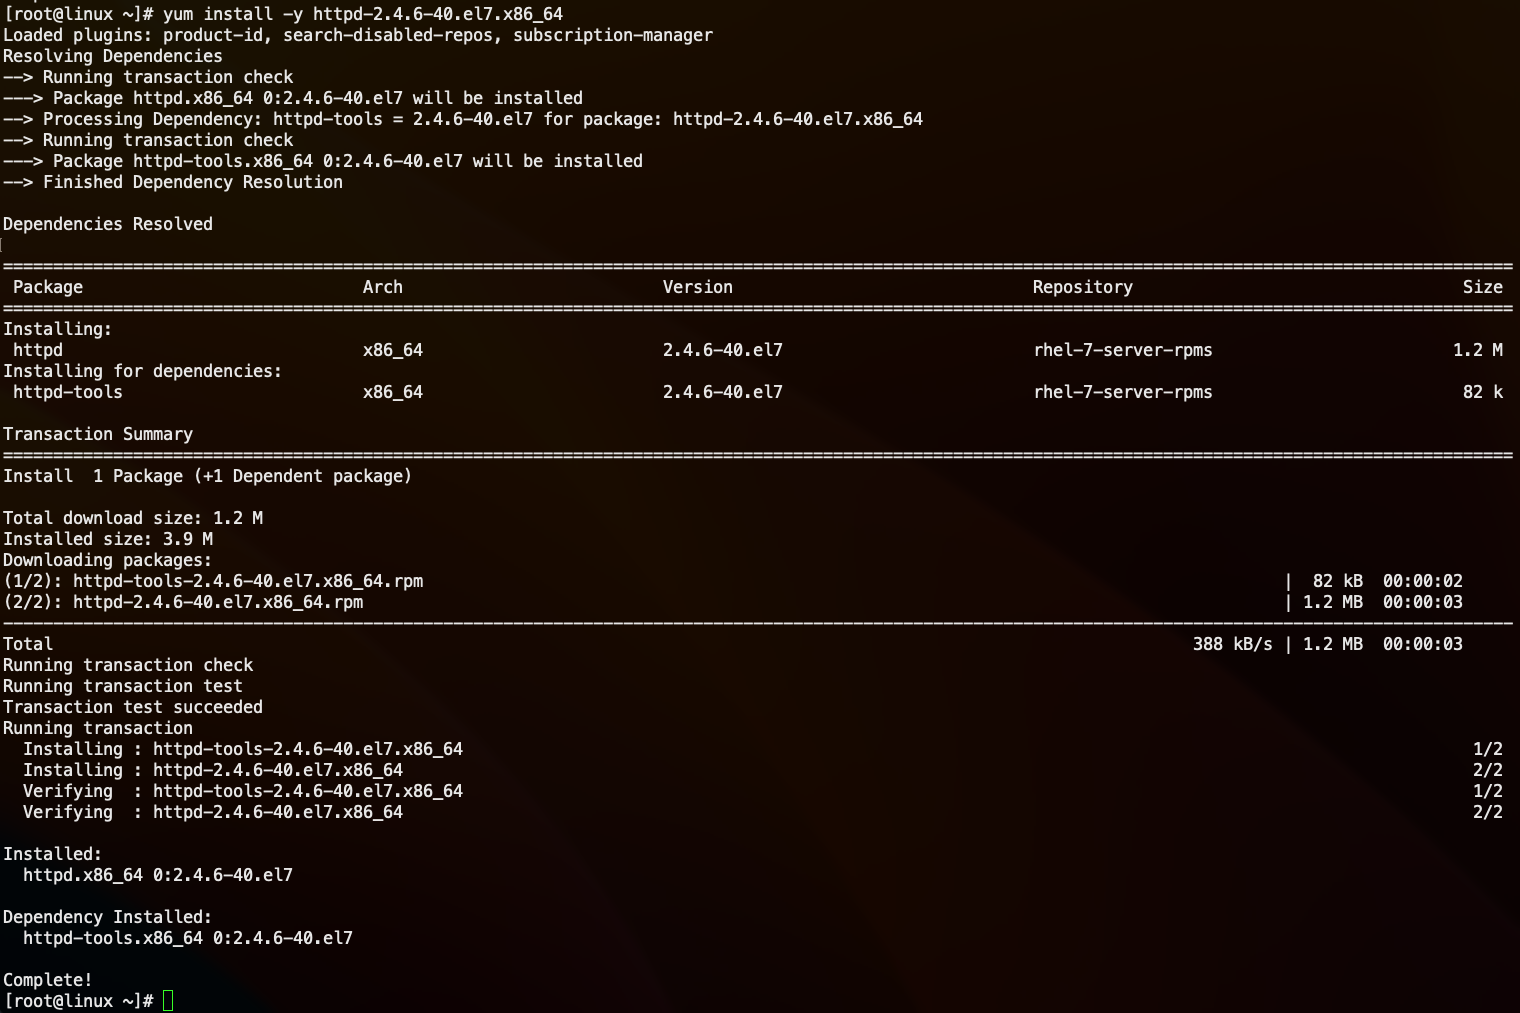 [root@linux ~]# yum install -y httpd-2.4.6-40.el7.x86_64
Loaded plugins: product-id, search-disabled-repos, subscription-manager
Resolving Dependencies
--> Running transaction check
---> Package httpd.x86_64 0:2.4.6-40.el7 will be installed
--> Processing Dependency: httpd-tools = 2.4.6-40.el7 for package: httpd-2.4.6-40.el7.x86_64
--> Running transaction check
---> Package httpd-tools.x86_64 0:2.4.6-40.el7 will be installed
--> Finished Dependency Resolution
Dependencies Resolved
Package Arch Version Repository Size
Installing:
httpd x86_64 2.4.6-40.el7 rhel-7-server-rpms 1.2 M
Installing for dependencies:
httpd-tools x86_64 2.4.6-40.el7 rhel-7-server-rpms 82 k
Transaction Summary
Install  1 Package (+1 Dependent package)
Total download size: 1.2 M
Installed size: 3.9 M
Downloading packages:
(1/2): httpd-tools-2.4.6-40.el7.x86_64.rpm | 82 kB 00:00:02
(2/2): httpd-2.4.6-40.el7.x86_64.rpm | 1.2 MB 00:00:03
Total 388 kB/s | 1.2 MB 00:00:03
Running transaction check
Running transaction test
Transaction test succeeded
Running transaction
Installing : httpd-tools-2.4.6-40.el7.x86_64 1/2
Installing : httpd-2.4.6-40.el7.x86_64 2/2
Verifying : httpd-tools-2.4.6-40.el7.x86_64 1/2
Verifying : httpd-2.4.6-40.el7.x86_64 2/2
Installed:
httpd.x86_64 0:2.4.6-40.el7
Dependency Installed:
httpd-tools.x86_64 0:2.4.6-40.el7
Complete!
[root@linux ~]#